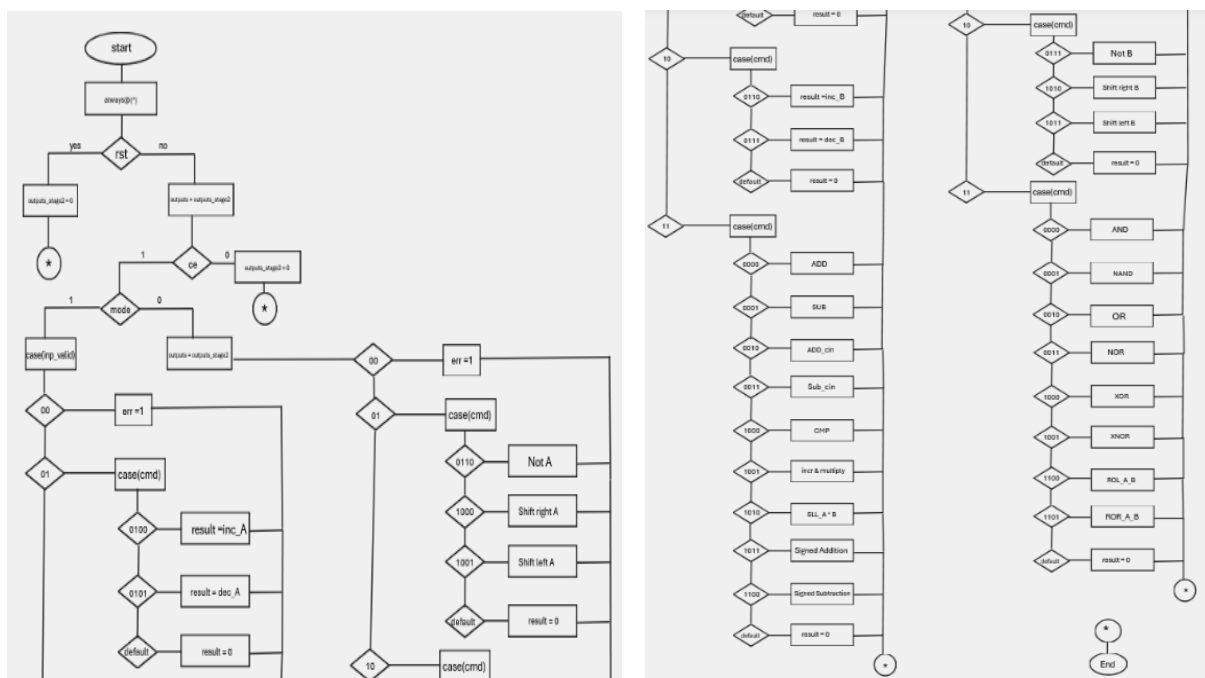 start
always@(*)
rst
yes
no
outputs_stage2 = 0
outputs = outputs_stage2
*
ce
1
0
outputs_stage2 = 0
*
mode
1
0
case(inp_valid)
outputs = outputs_stage2
00
err =1
01
case(cmd)
0100
result =inc_A
0101
result = dec_A
default
result = 0
00
err =1
01
case(cmd)
0110
Not A
1000
Shift right A
1001
Shift left A
default
result = 0
10
case(cmd)
default
result = 0
10
case(cmd)
0110
result =inc_B
0111
result = dec_B
default
result = 0
11
case(cmd)
0000
ADD
0001
SUB
0010
ADD_cin
0011
Sub_cin
1000
CMP
1001
incr & multiply
1010
SLL_A * B
1011
Signed Addition
1100
Signed Subtraction
default
result = 0
*
10
case(cmd)
0111
Not B
1010
Shift right B
1011
Shift left B
default
result = 0
11
case(cmd)
0000
AND
0001
NAND
0010
OR
0011
NOR
1000
XOR
1001
XNOR
1100
ROL_A_B
1101
ROR_A_B
default
result = 0
*
*
End